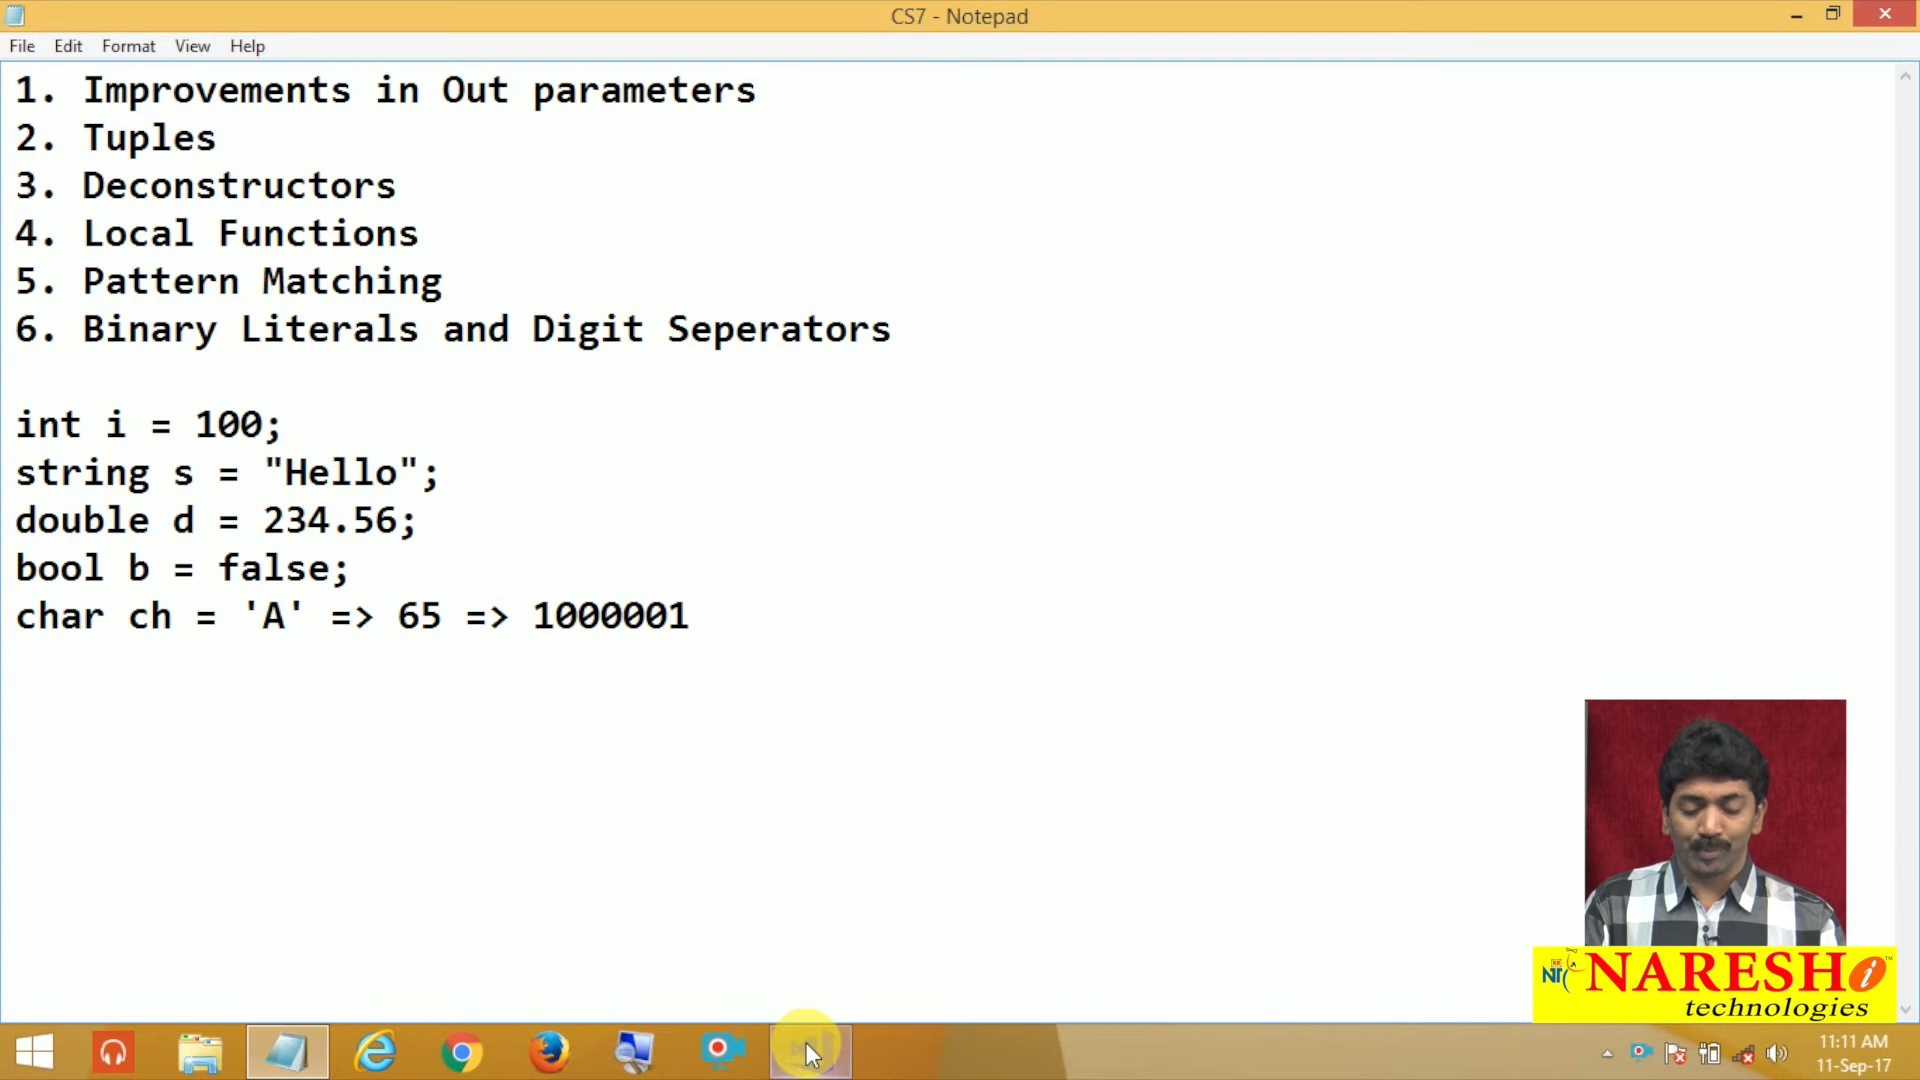 CS7 - Notepad
File Edit Format View Help
1. Improvements in Out parameters
2. Tuples
3. Deconstructors
4. Local Functions
5. Pattern Matching
6. Binary Literals and Digit Seperators
int i = 100;
string s = "Hello";
double d = 234.56;
bool b = false;
char ch = 'A' => 65 => 1000001
NARESH i
technologies
11:11 AM
11-Sep-17